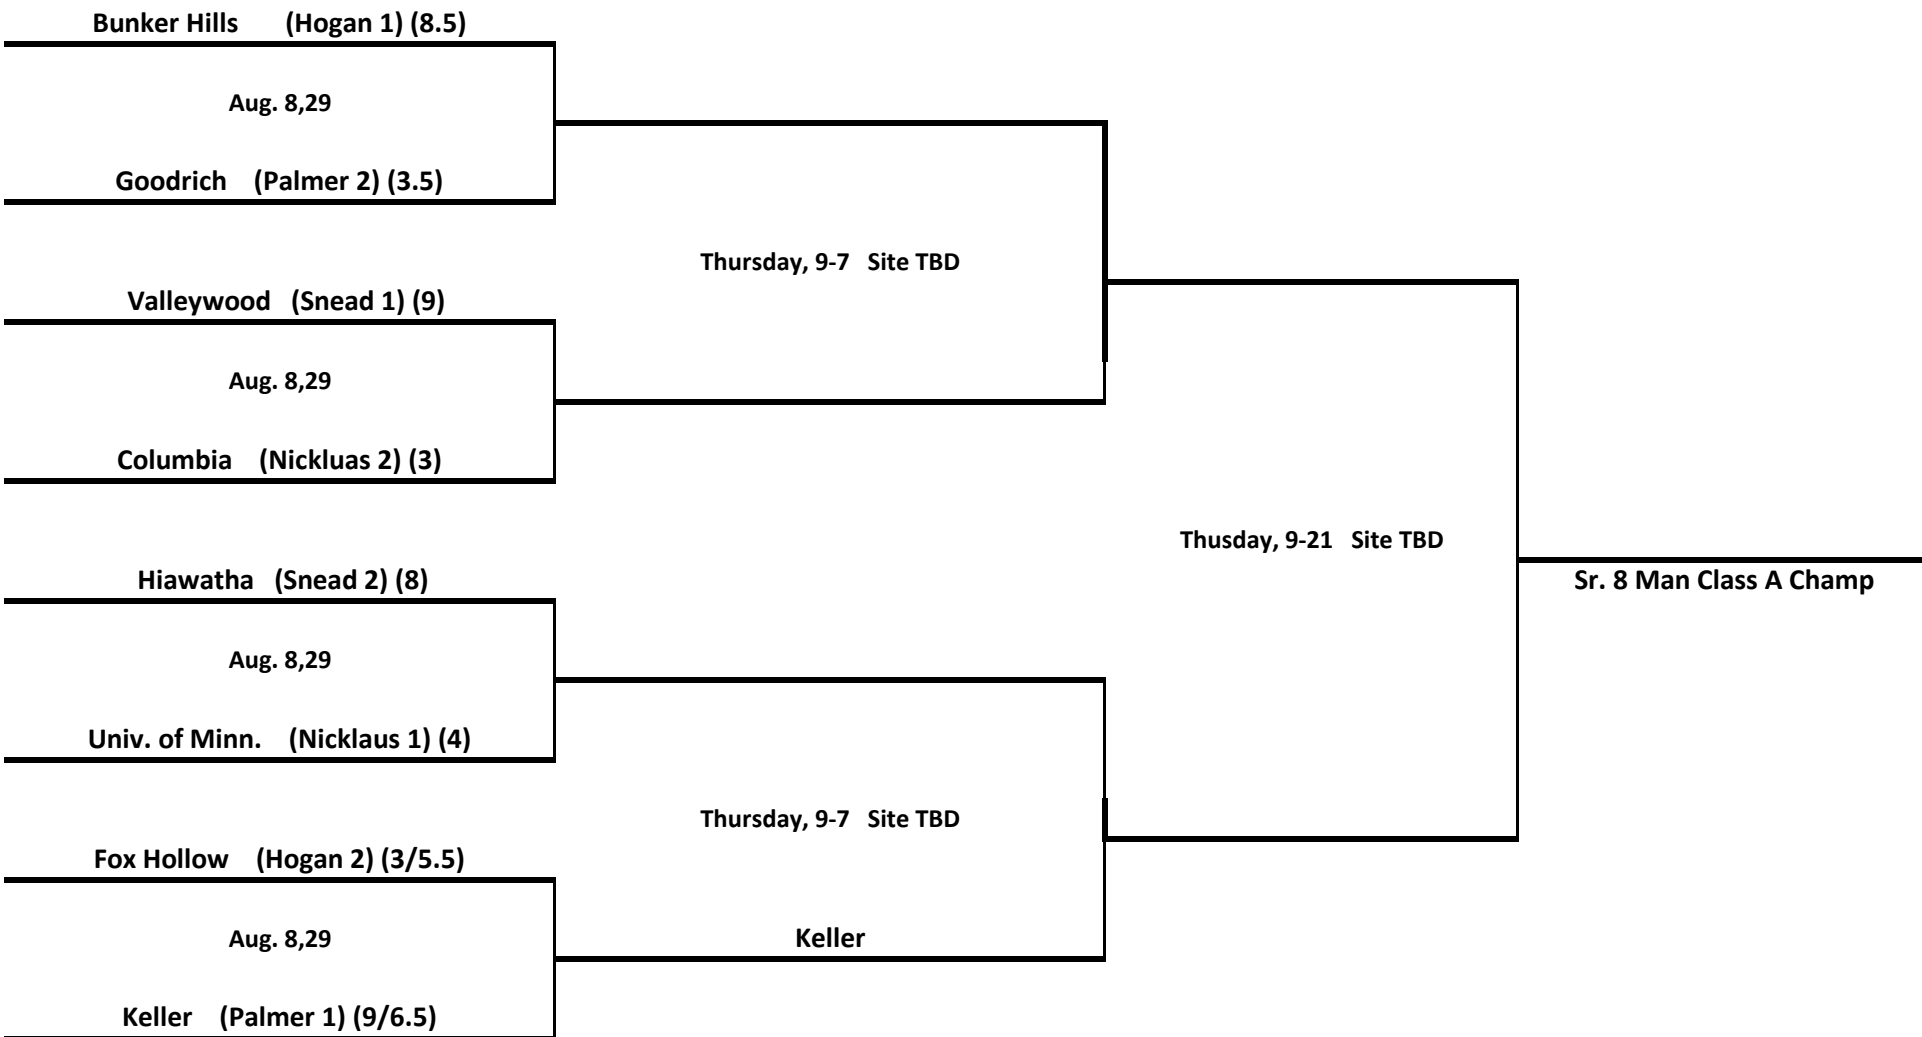 Bunker Hills (Hogan 1) (8.5)
Aug. 8,29
Goodrich (Palmer 2) (3.5)
Thursday, 9-7 Site TBD
Valleywood (Snead 1) (9)
Aug. 8,29
Columbia (Nickluas 2) (3)
Thusday, 9-21 Site TBD
Hiawatha (Snead 2) (8)
Sr. 8 Man Class A Champ
Aug. 8,29
Univ. of Minn. (Nicklaus 1) (4)
Thursday, 9-7 Site TBD
Fox Hollow (Hogan 2) (3/5.5)
Aug. 8,29
Keller
Keller (Palmer 1) (9/6.5)